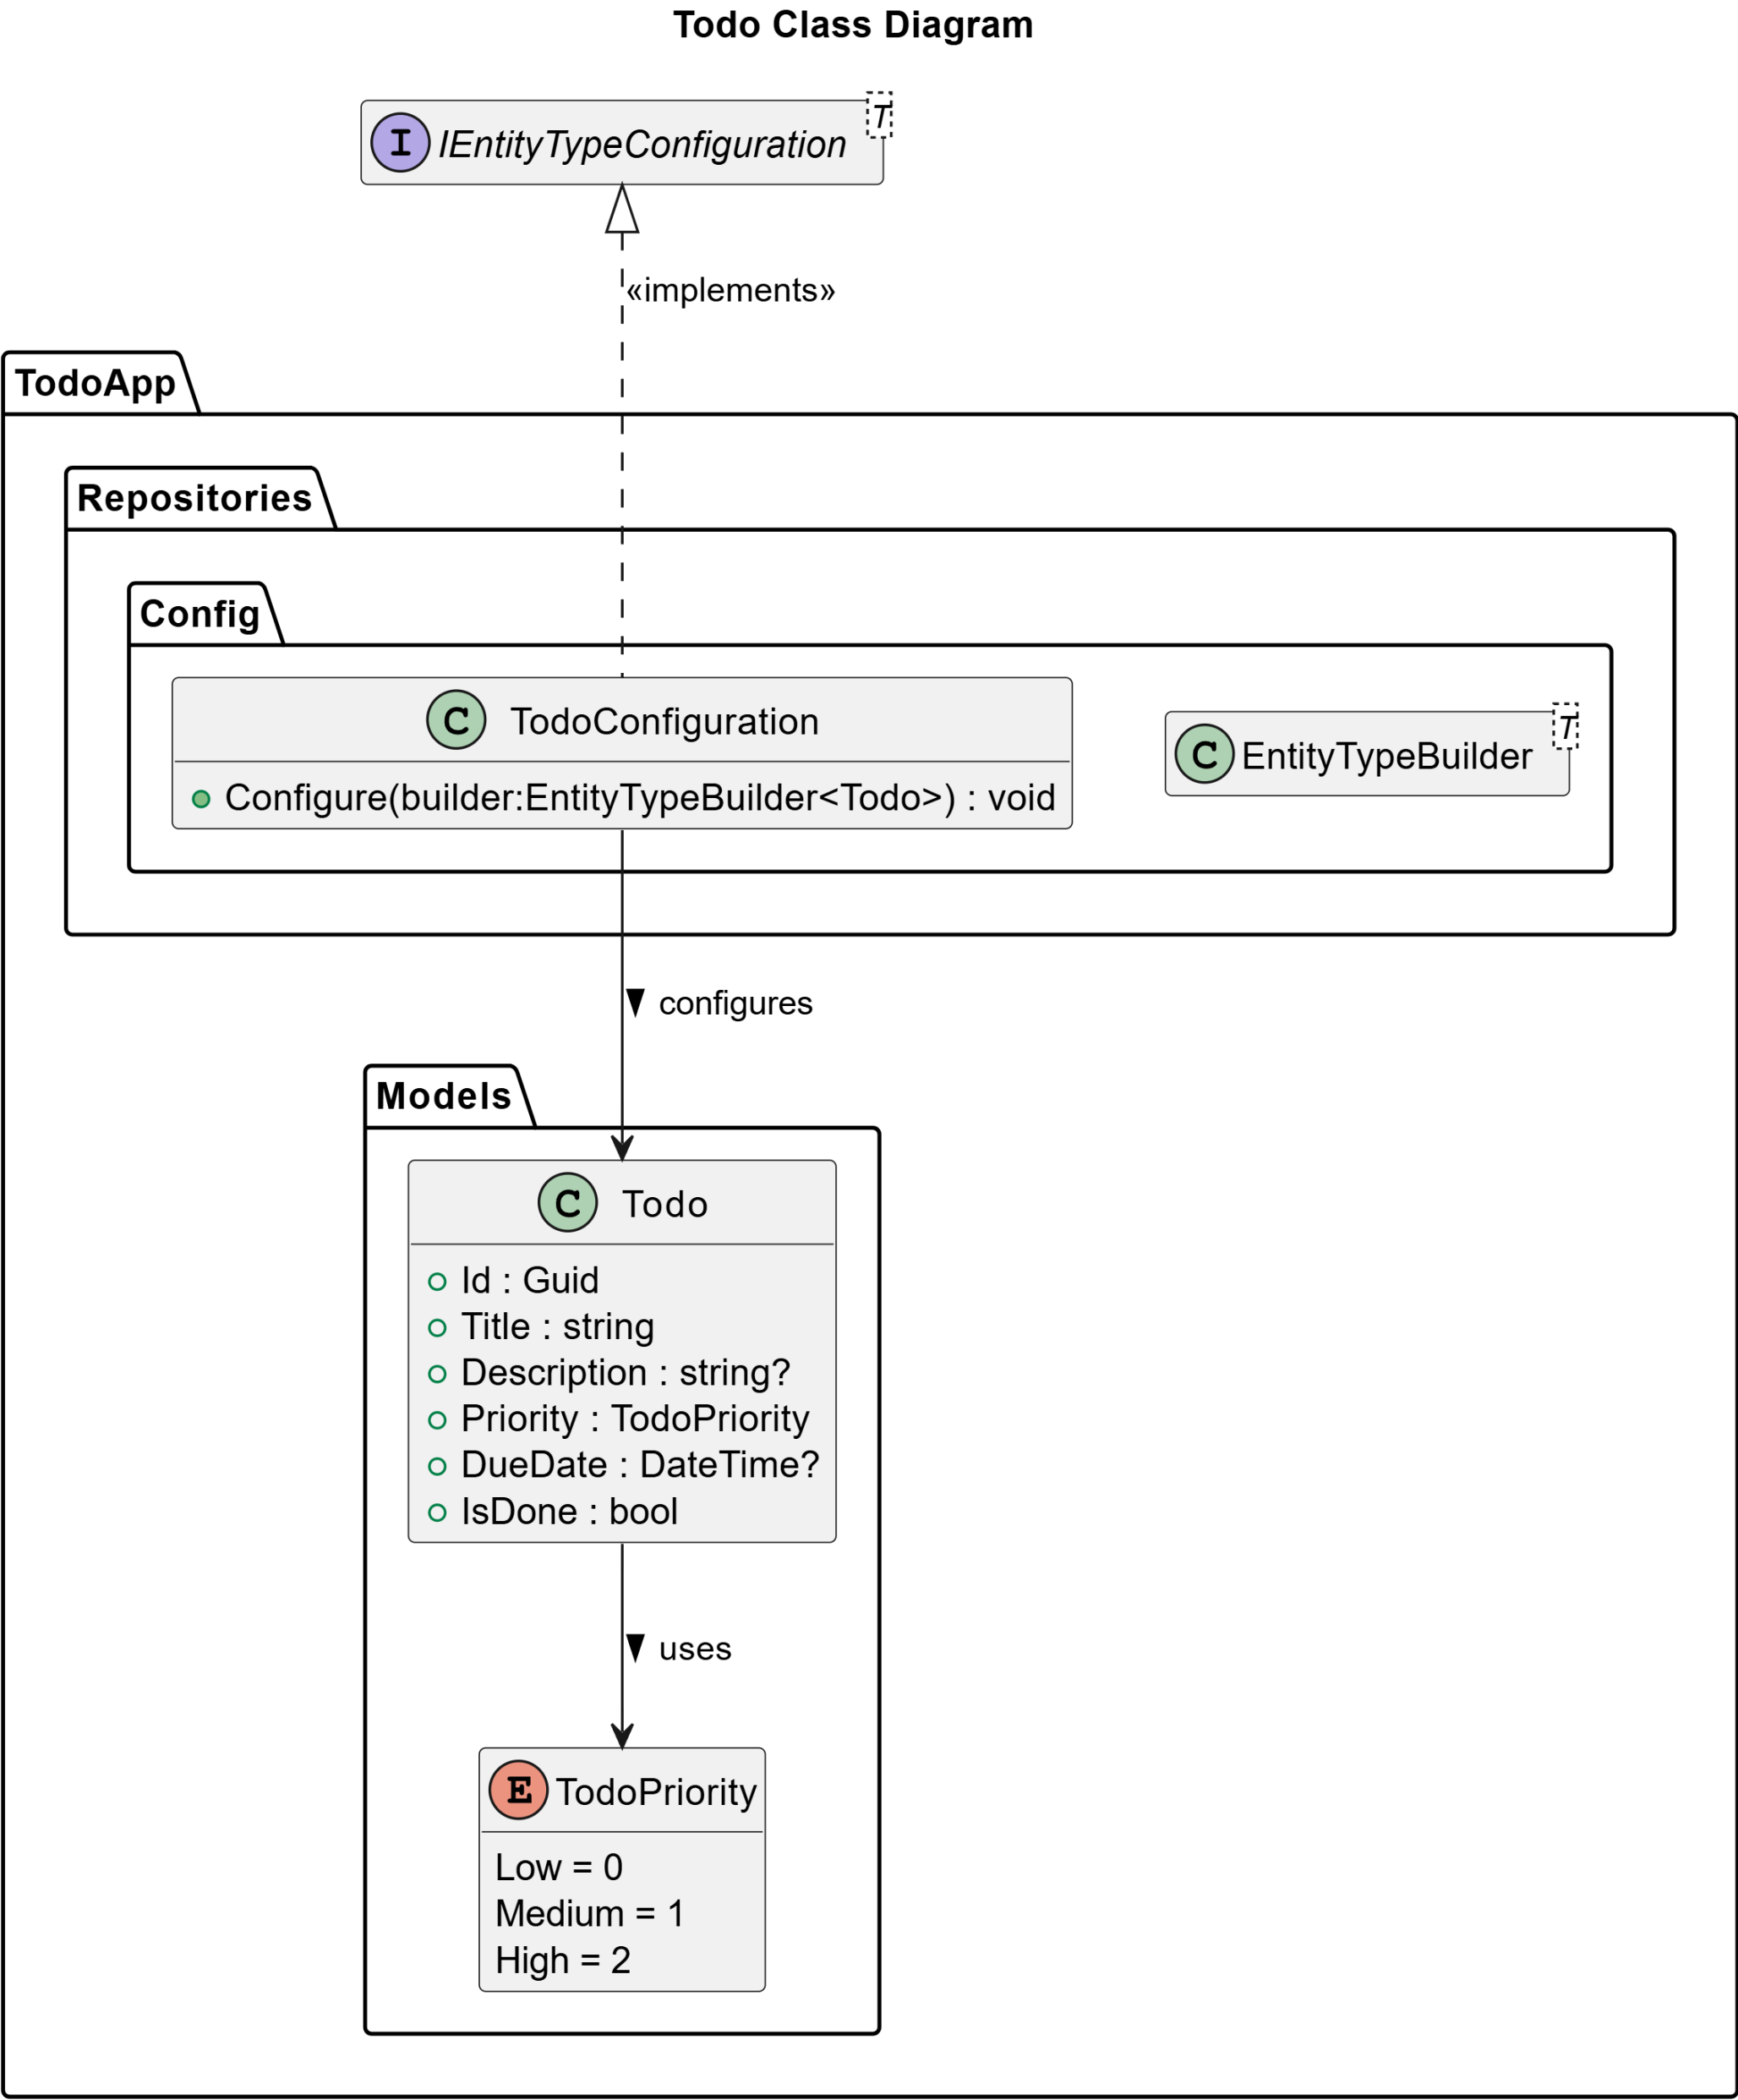 Todo Class Diagram
I IEntityTypeConfiguration T
«implements»
TodoApp
Repositories
Config
C TodoConfiguration
Configure(builder:EntityTypeBuilder<Todo>) : void
C EntityTypeBuilder T
configures
Models
C Todo
Id : Guid
Title : string
Description : string?
Priority : TodoPriority
DueDate : DateTime?
IsDone : bool
uses
E TodoPriority
Low = 0
Medium = 1
High = 2